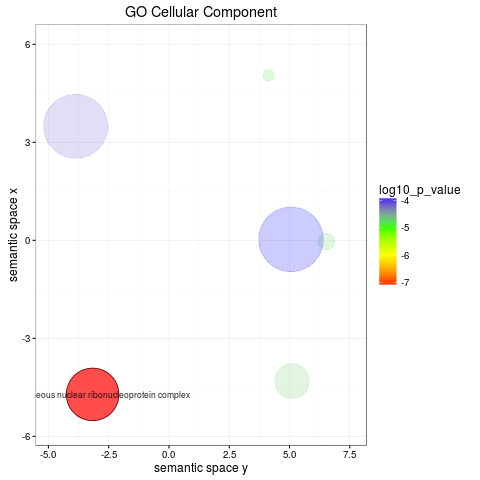 GO Cellular Component
6
3
0
-3
-6
semantic space x
eous nuclear ribonucleoprotein complex
-5.0 -2.5 0.0 2.5 5.0 7.5
semantic space y
log10_p_value
-4
-5
-6
-7